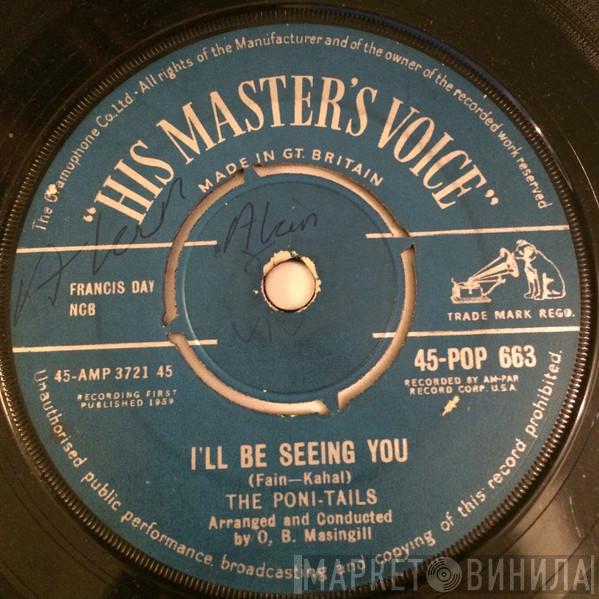 The Gramophone Co. Ltd. · All rights of the Manufacturer and of the owner of the recorded work reserved
"HIS MASTER'S VOICE"
MADE IN GT. BRITAIN
Alan
Alan
FRANCIS DAY
NCB
TRADE MARK REGD.
45-AMP 3721 45
RECORDING FIRST
PUBLISHED 1959
45-POP 663
RECORDED BY AM-PAR
RECORD CORP. U.S.A
I'LL BE SEEING YOU
(Fain—Kahal)
THE PONI-TAILS
Arranged and Conducted
by O. B. Masingill
Unauthorised public performance, broadcasting and copying of this record prohibited.
МАРКЕТ ВИНИЛА